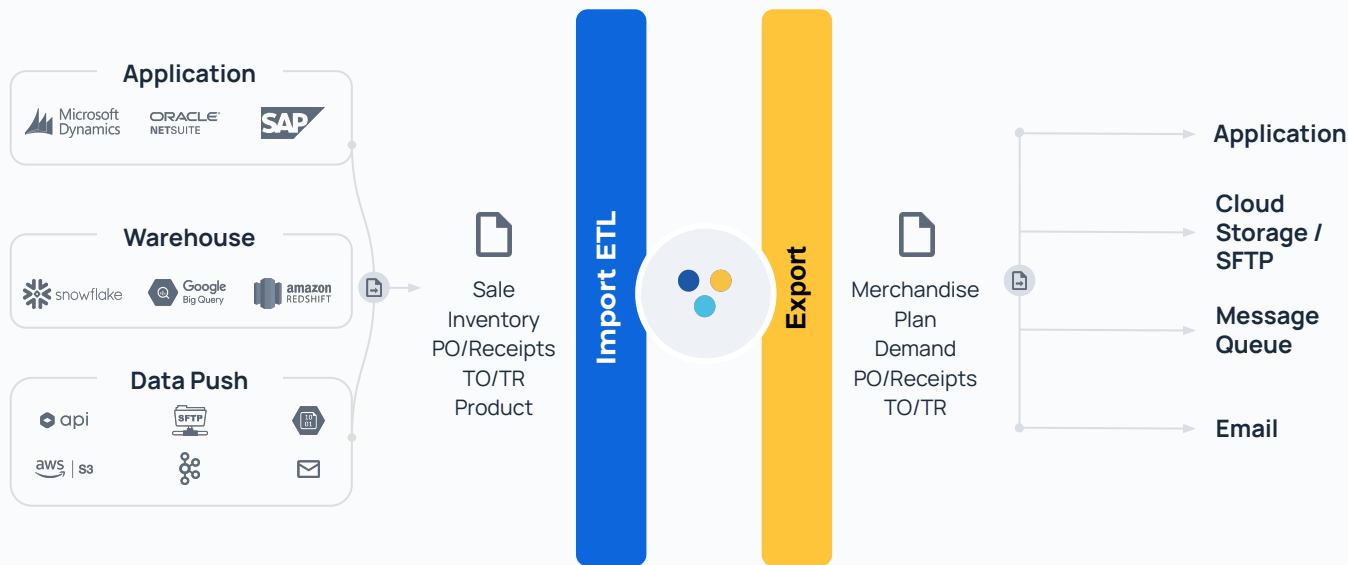 Application
Microsoft
Dynamics
ORACLE
NETSUITE
SAP
Warehouse
snowflake
Google
Big Query
amazon
REDSHIFT
Data Push
api
SFTP
10
01
aws | S3
Sale
Inventory
PO/Receipts
TO/TR
Product
Import ETL
Export
Merchandise
Plan
Demand
PO/Receipts
TO/TR
Application
Cloud
Storage /
SFTP
Message
Queue
Email